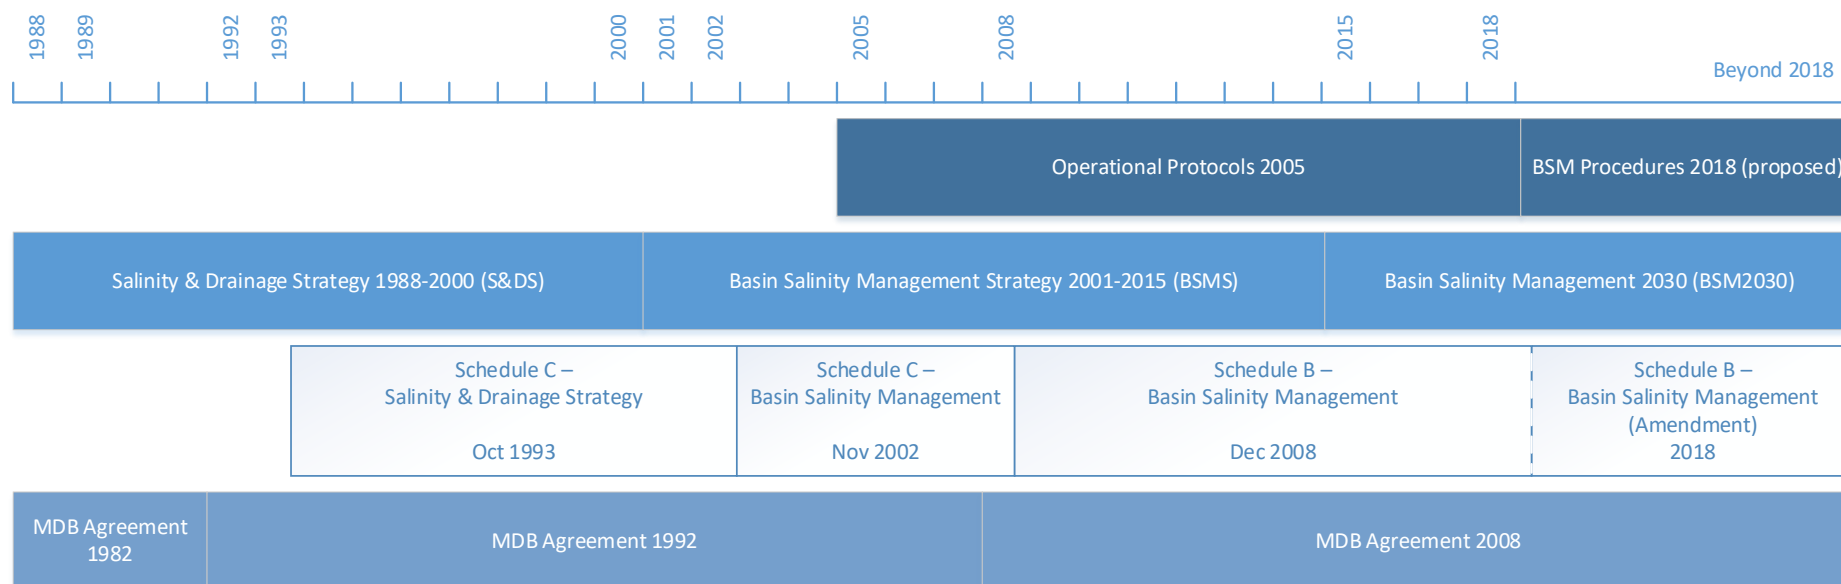 1988
1989
1992
1993
2000
2001
2002
2005
2008
2015
2018
Beyond 2018
Operational Protocols 2005
BSM Procedures 2018 (proposed)
Salinity & Drainage Strategy 1988-2000 (S&DS)
Basin Salinity Management Strategy 2001-2015 (BSMS)
Basin Salinity Management 2030 (BSM2030)
Schedule C –
Salinity & Drainage Strategy
Oct 1993
Schedule C –
Basin Salinity Management
Nov 2002
Schedule B –
Basin Salinity Management
Dec 2008
Schedule B –
Basin Salinity Management
(Amendment)
2018
MDB Agreement
1982
MDB Agreement 1992
MDB Agreement 2008